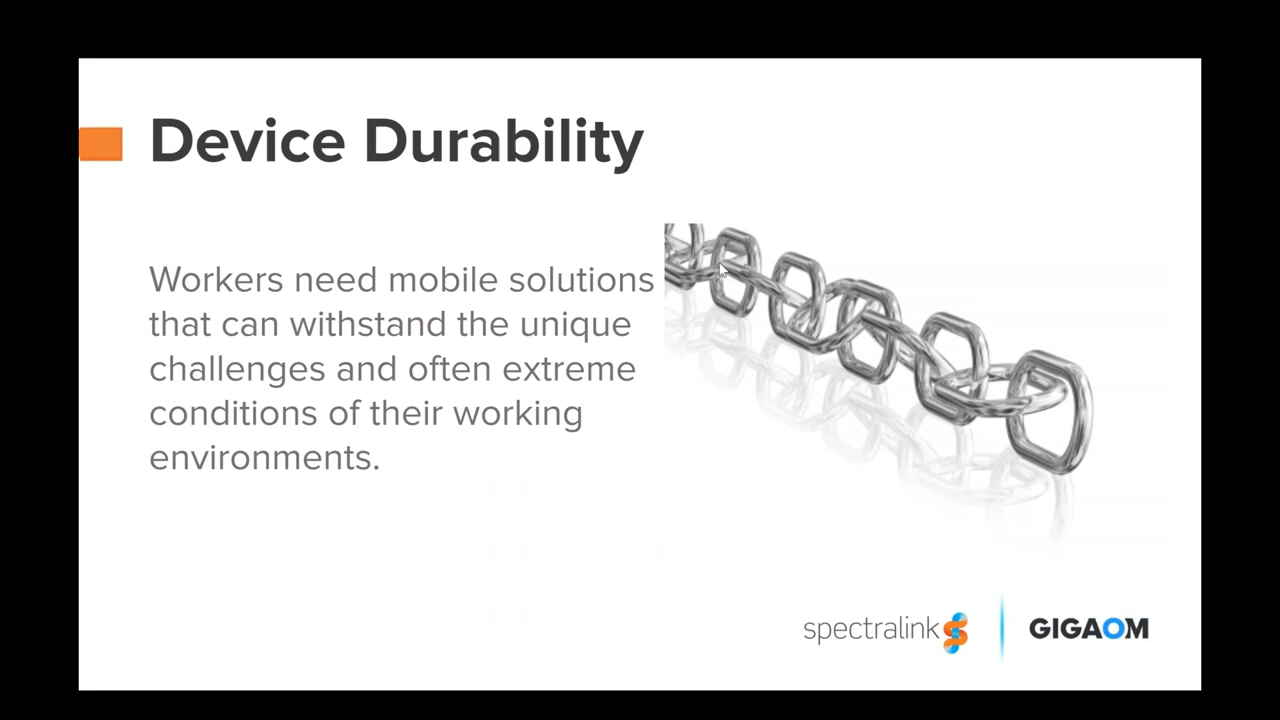 Device Durability
Workers need mobile solutions
that can withstand the unique
challenges and often extreme
conditions of their working
environments.
spectralink
GIGAOM